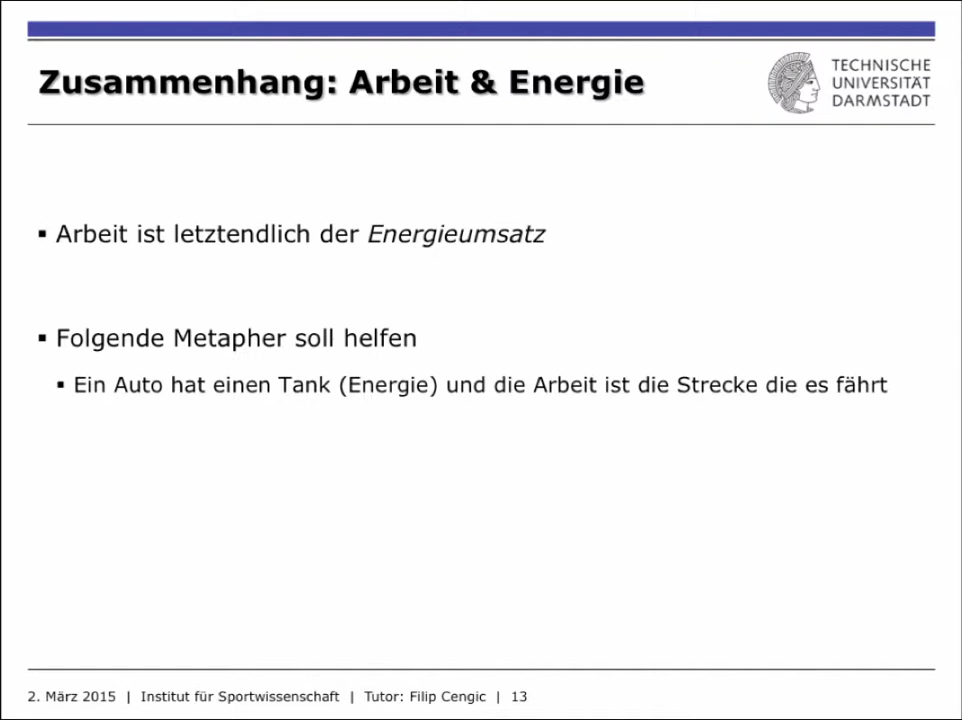 Zusammenhang: Arbeit & Energie
TECHNISCHE
UNIVERSITÄT
DARMSTADT
▪ Arbeit ist letztendlich der Energieumsatz
▪ Folgende Metapher soll helfen
▪ Ein Auto hat einen Tank (Energie) und die Arbeit ist die Strecke die es fährt
2. März 2015 | Institut für Sportwissenschaft | Tutor: Filip Cengic | 13